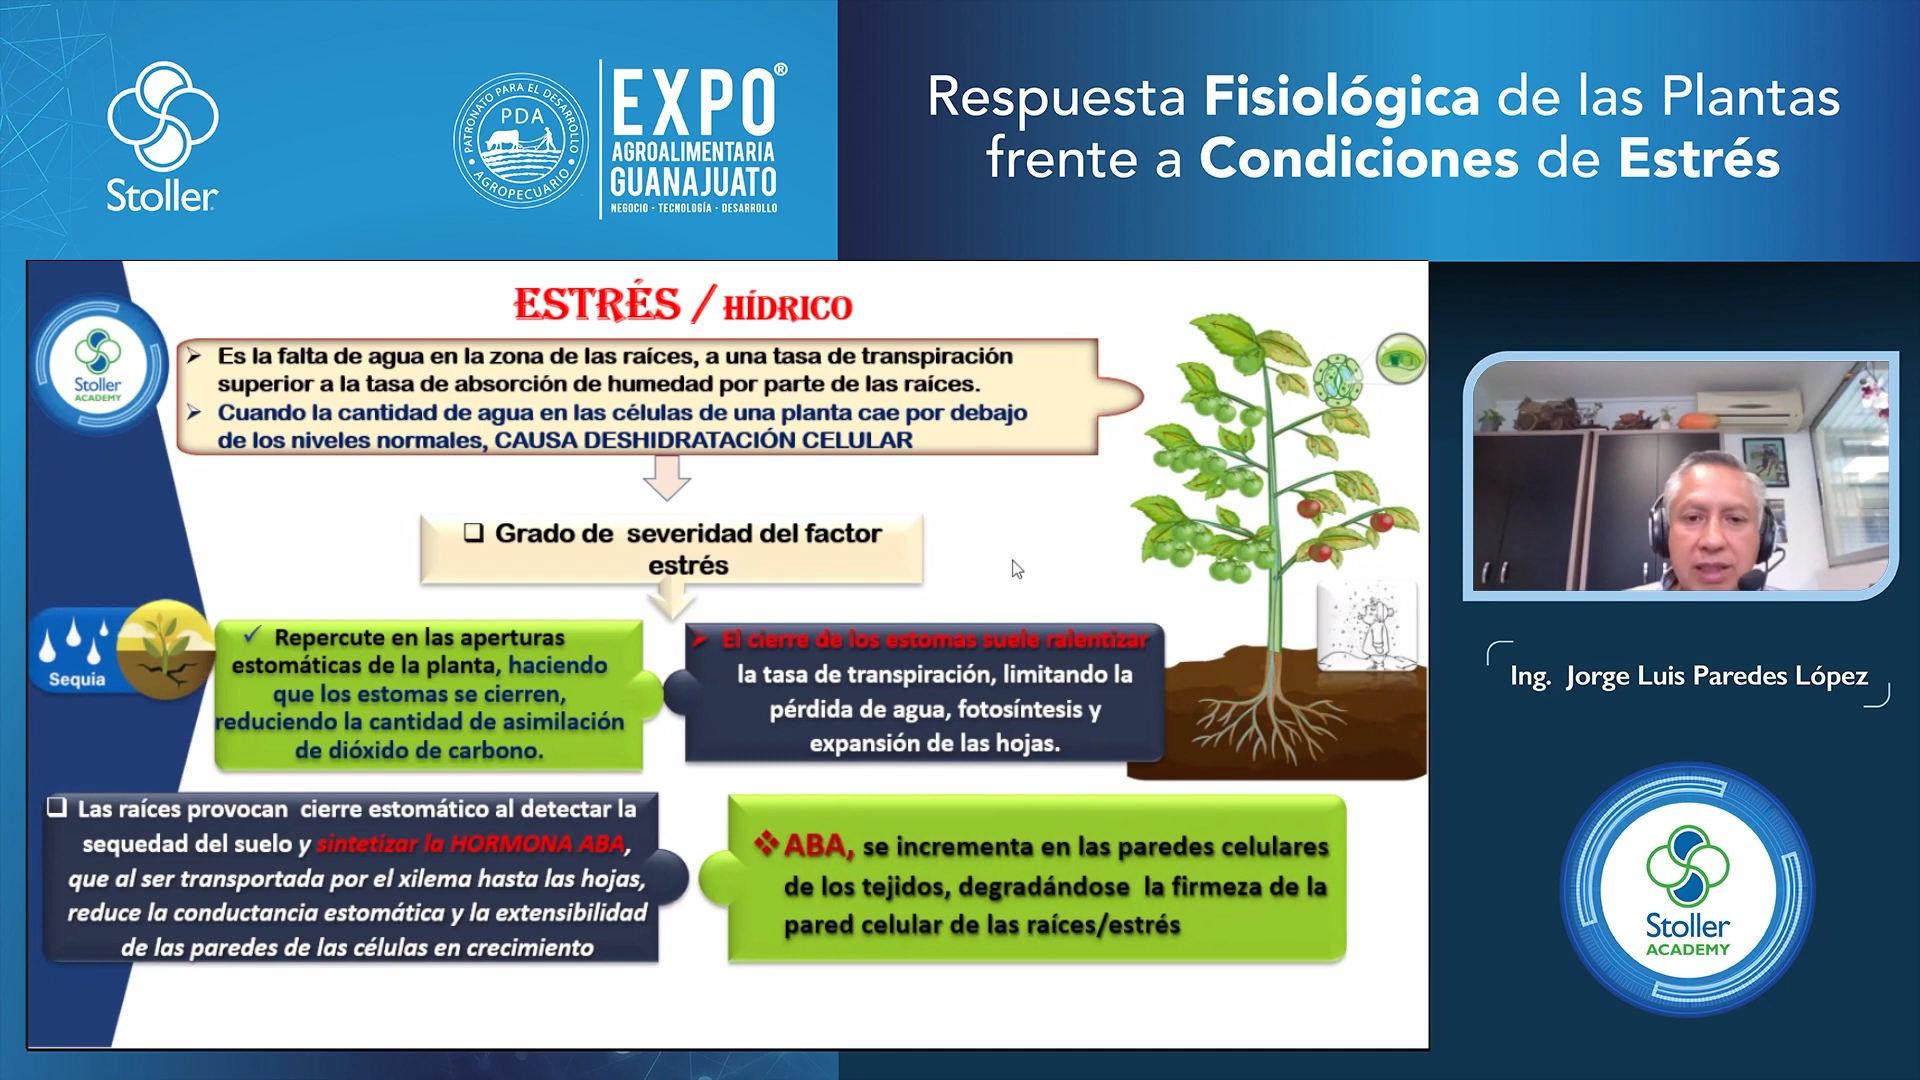 Stoller
PATRONATO PARA EL DESARROLLO
PDA
AGROPECUARIO
EXPO®
AGROALIMENTARIA
GUANAJUATO
NEGOCIO - TECNOLOGÍA - DESARROLLO
Respuesta Fisiológica de las Plantas
frente a Condiciones de Estrés
ESTRÉS / HÍDRICO
Stoller
ACADEMY
➢ Es la falta de agua en la zona de las raíces, a una tasa de transpiración
superior a la tasa de absorción de humedad por parte de las raíces.
➢ Cuando la cantidad de agua en las células de una planta cae por debajo
de los niveles normales, CAUSA DESHIDRATACIÓN CELULAR
❑ Grado de severidad del factor
estrés
Sequia
✓ Repercute en las aperturas
estomáticas de la planta, haciendo
que los estomas se cierren,
reduciendo la cantidad de asimilación
de dióxido de carbono.
➢ El cierre de los estomas suele ralentizar
la tasa de transpiración, limitando la
pérdida de agua, fotosíntesis y
expansión de las hojas.
❑ Las raíces provocan cierre estomático al detectar la
sequedad del suelo y sintetizar la HORMONA ABA,
que al ser transportada por el xilema hasta las hojas,
reduce la conductancia estomática y la extensibilidad
de las paredes de las células en crecimiento
❖ ABA, se incrementa en las paredes celulares
de los tejidos, degradándose la firmeza de la
pared celular de las raíces/estrés
Ing. Jorge Luis Paredes López
Stoller
ACADEMY